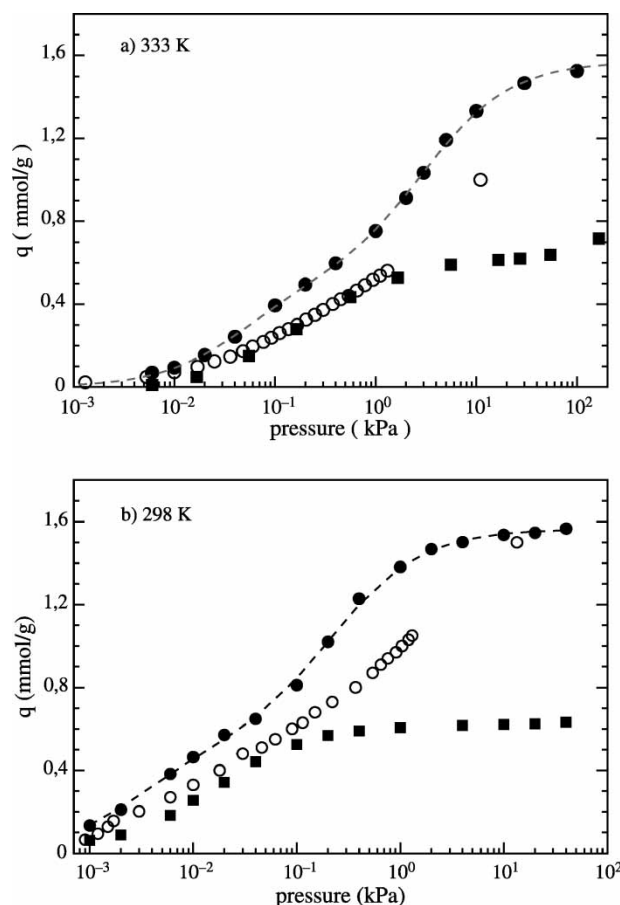 a) 333 K
1,6
1,2
0,8
0,4
0
q ( mmol/g )
10⁻³ 10⁻² 10⁻¹ 10⁰ 10¹ 10²
pressure ( kPa )
b) 298 K
1,6
1,2
0,8
0,4
0
q (mmol/g)
10⁻³ 10⁻² 10⁻¹ 10⁰ 10¹ 10²
pressure (kPa)